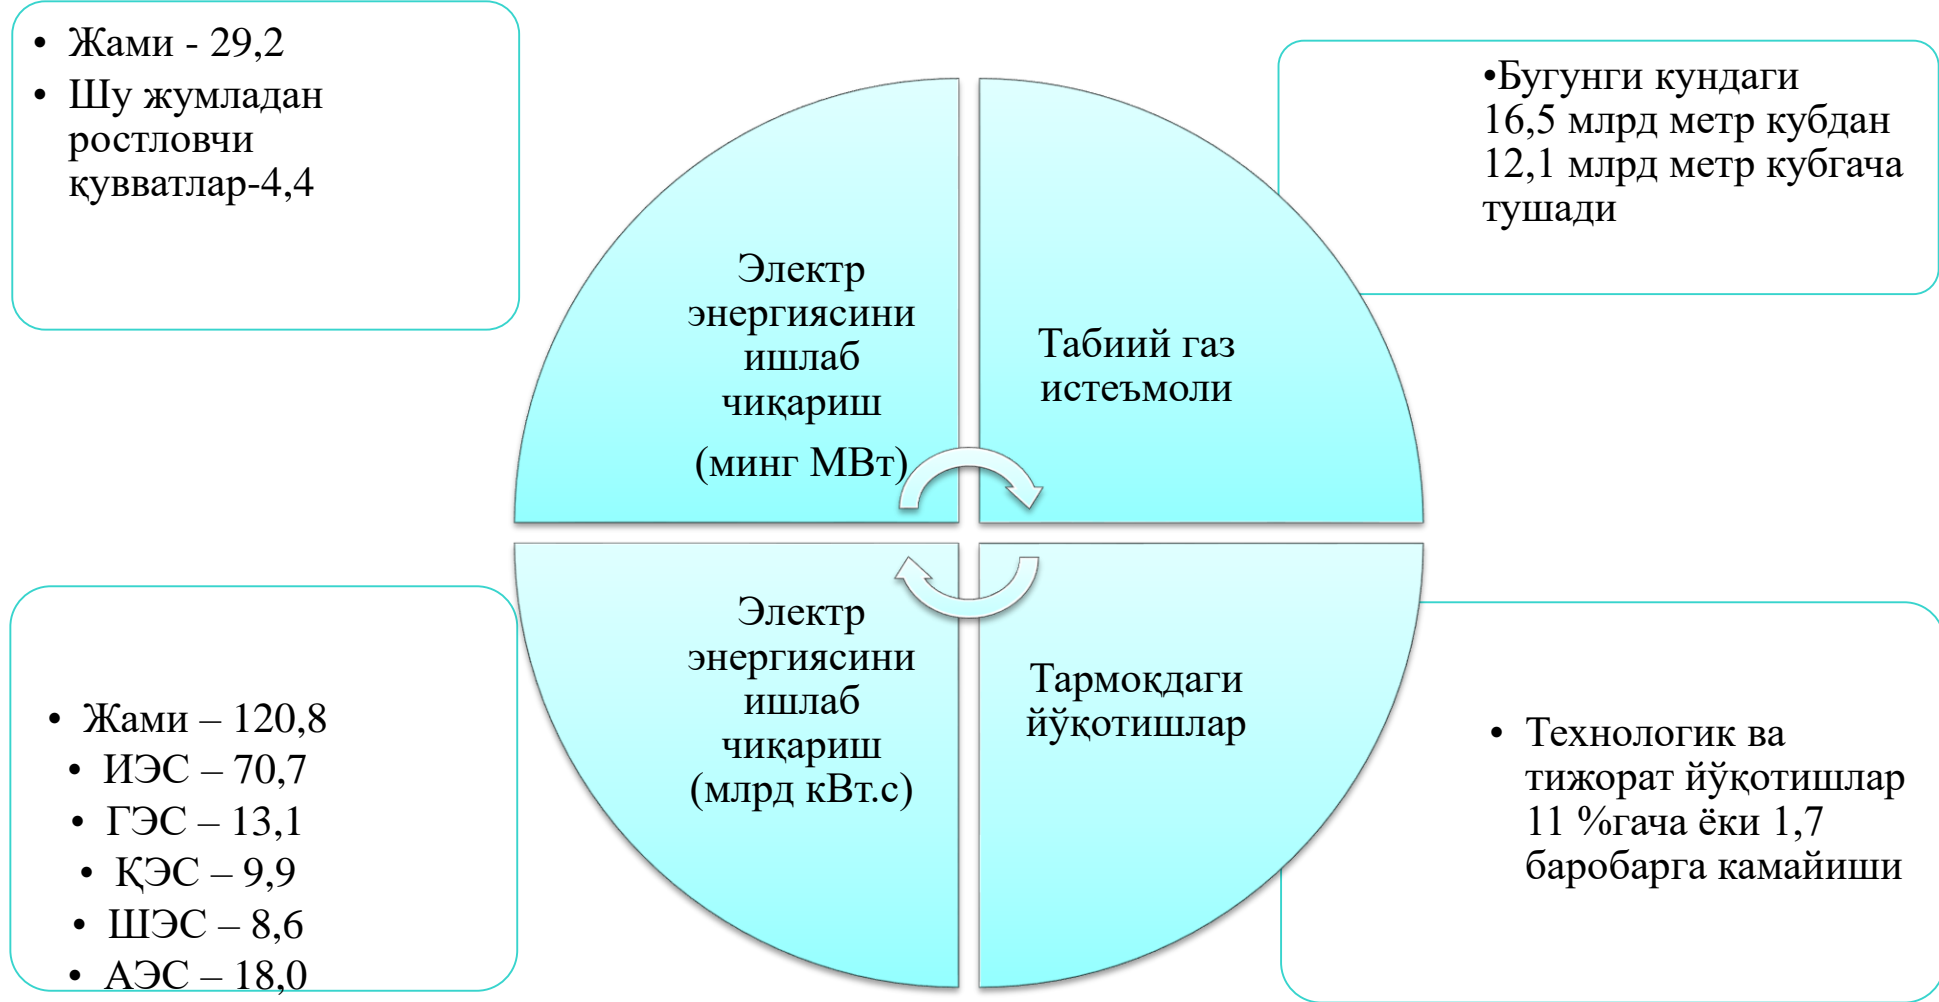 • Жами - 29,2
• Шу жумладан
ростловчи
қувватлар-4,4
•Бугунги кундаги
16,5 млрд метр кубдан
12,1 млрд метр кубгача
тушади
Электр
энергиясини
ишлаб
чиқариш
(минг МВт)
Табиий газ
истеъмоли
Электр
энергиясини
ишлаб
чиқариш
(млрд кВт.с)
Тармоқдаги
йўқотишлар
• Жами – 120,8
• ИЭС – 70,7
• ГЭС – 13,1
• ҚЭС – 9,9
• ШЭС – 8,6
• АЭС – 18,0
• Технологик ва
тижорат йўқотишлар
11 %гача ёки 1,7
баробарга камайиши